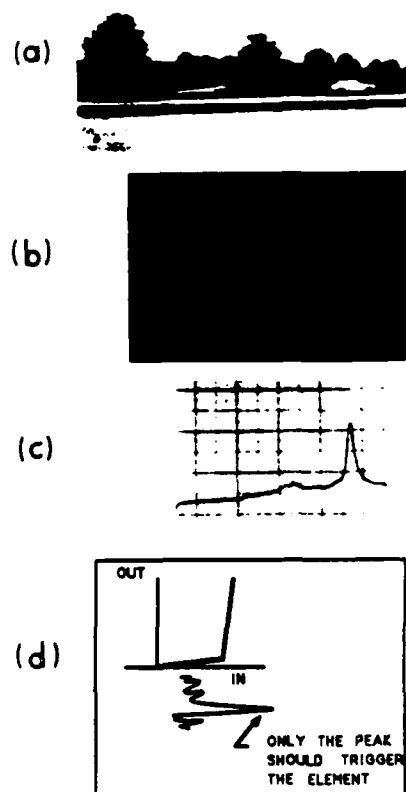 (a)
(b)
(c)
(d)
OUT
IN
ONLY THE PEAK
SHOULD TRIGGER
THE ELEMENT